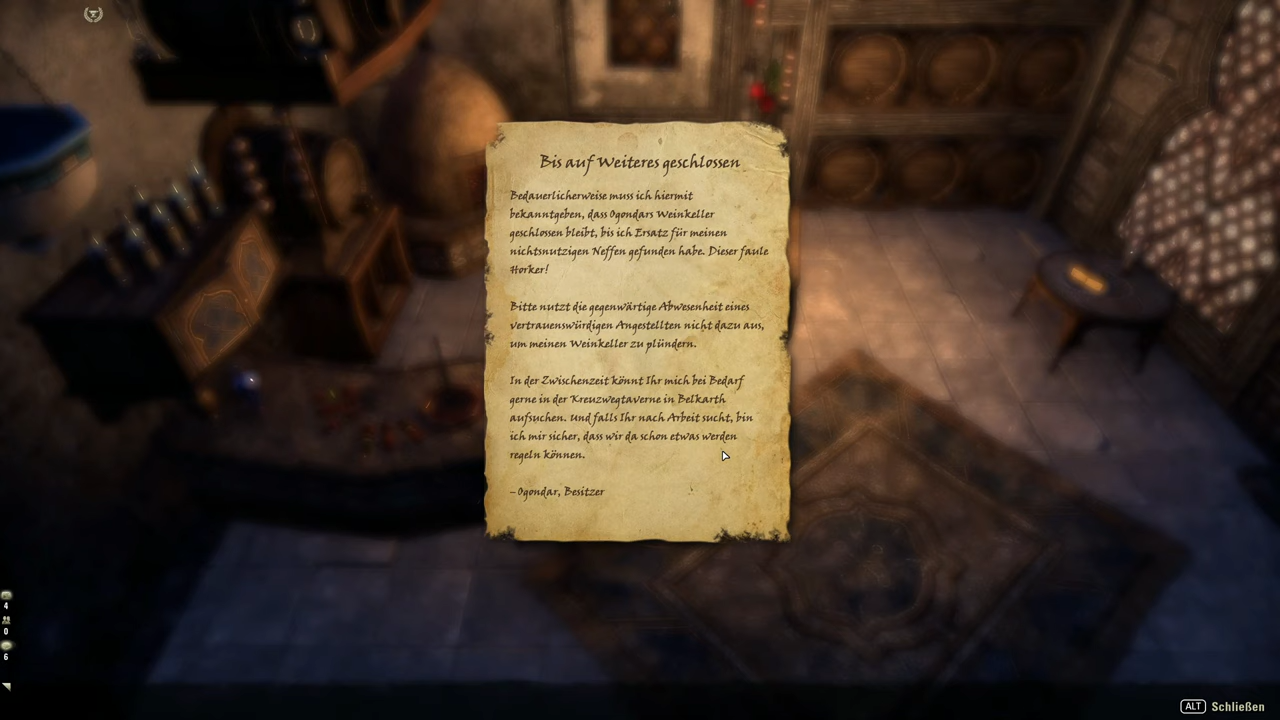 Bis auf Weiteres geschlossen
Bedauerlicherweise muss ich hiermit
bekanntgeben, dass Ogondars Weinkeller
geschlossen bleibt, bis ich Ersatz für meinen
nichtsnutzigen Neffen gefunden habe. Dieser faule
Horker!
Bitte nutzt die gegenwärtige Abwesenheit eines
vertrauenswürdigen Angestellten nicht dazu aus,
um meinen Weinkeller zu plündern.
In der Zwischenzeit könnt Ihr mich bei Bedarf
gerne in der Kreuzwegtaverne in Belkarth
aufsuchen. Und falls Ihr nach Arbeit sucht, bin
ich mir sicher, dass wir da schon etwas werden
regeln können.
– Ogondar, Besitzer
4
0
6
ALT Schließen